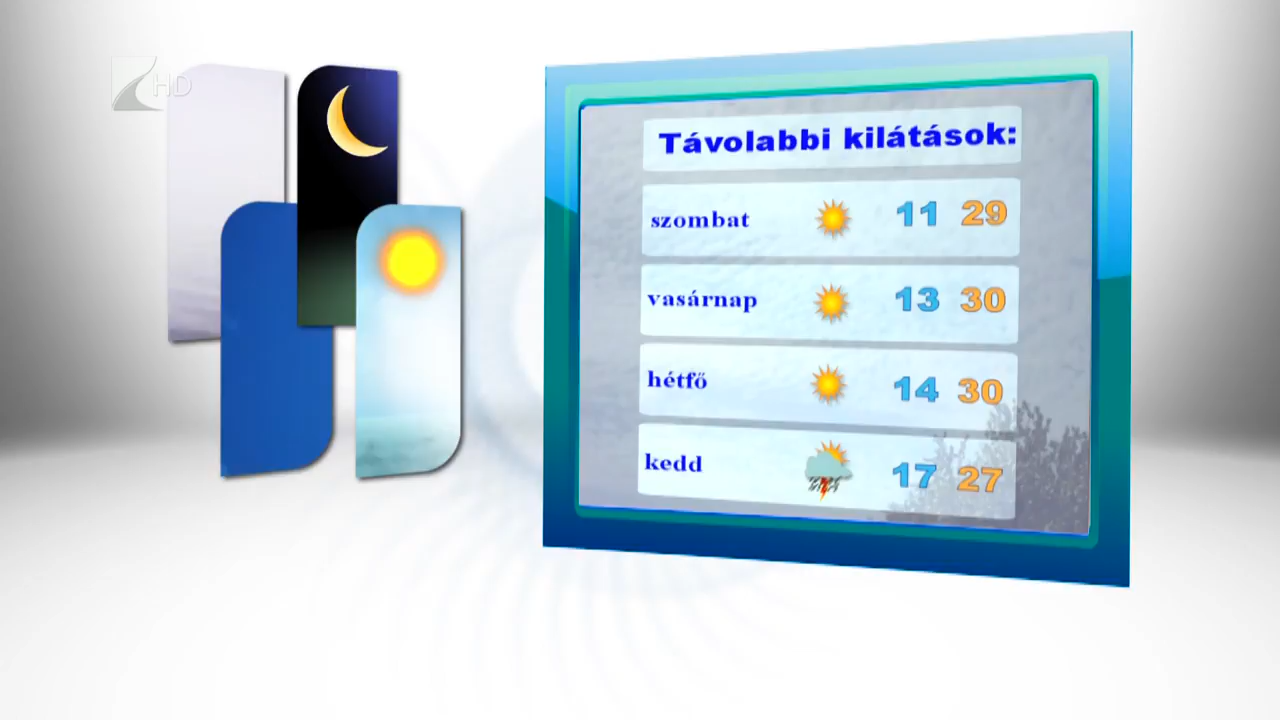 HD
Távolabbi kilátások:
szombat 11 29
vasárnap 13 30
hétfő 14 30
kedd 17 27